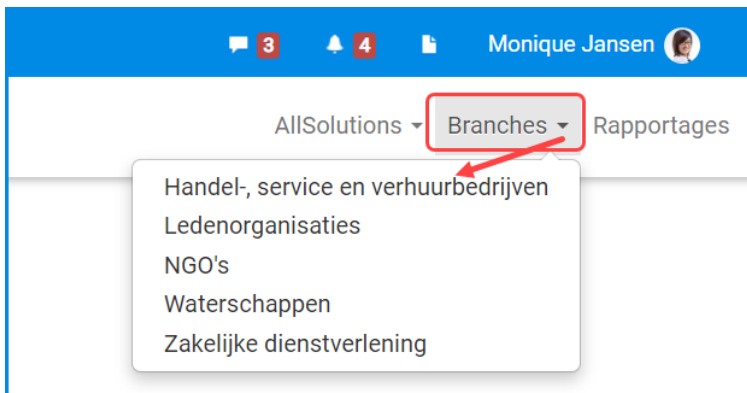 3 4 Monique Jansen
AllSolutions Branches Rapportages
Handel-, service en verhuurbedrijven
Ledenorganisaties
NGO's
Waterschappen
Zakelijke dienstverlening